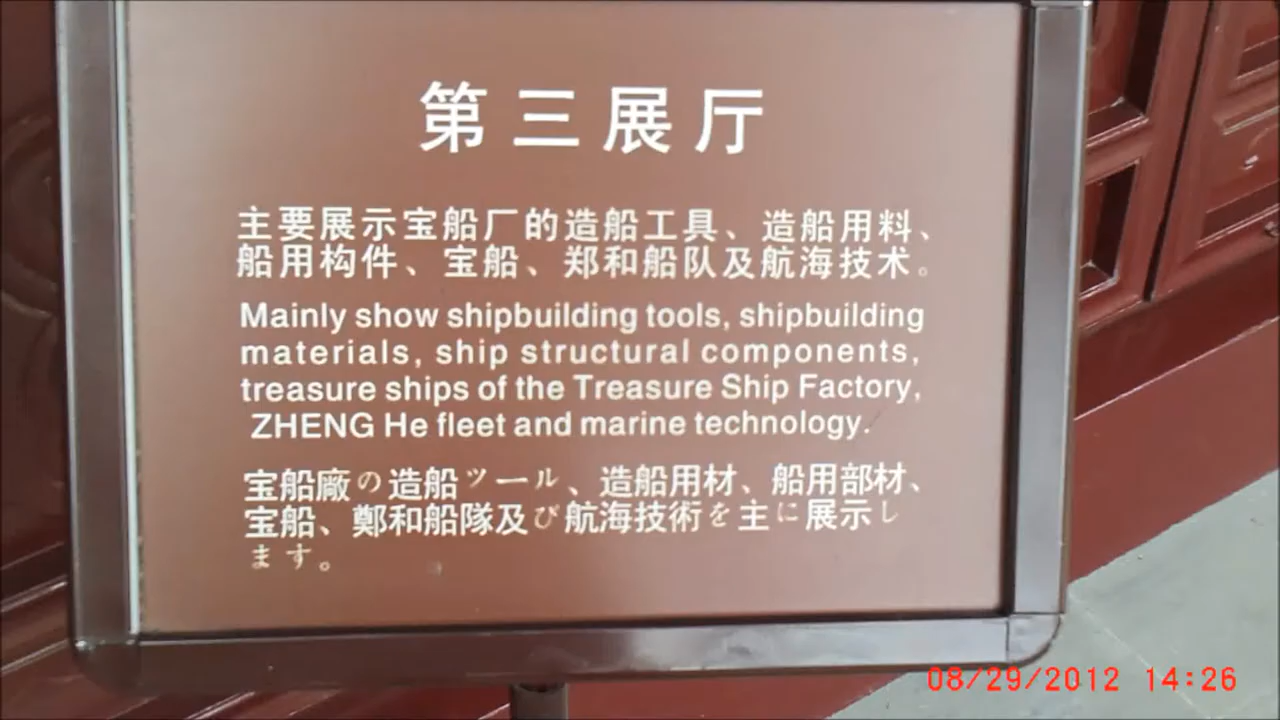 第三展厅
主要展示宝船厂的造船工具、造船用料、
船用构件、宝船、郑和船队及航海技术。
Mainly show shipbuilding tools, shipbuilding
materials, ship structural components,
treasure ships of the Treasure Ship Factory,
ZHENG He fleet and marine technology.
宝船廠の造船ツール、造船用材、船用部材、
宝船、鄭和船隊及び航海技術を主に展示し
ます。
08/29/2012 14:26